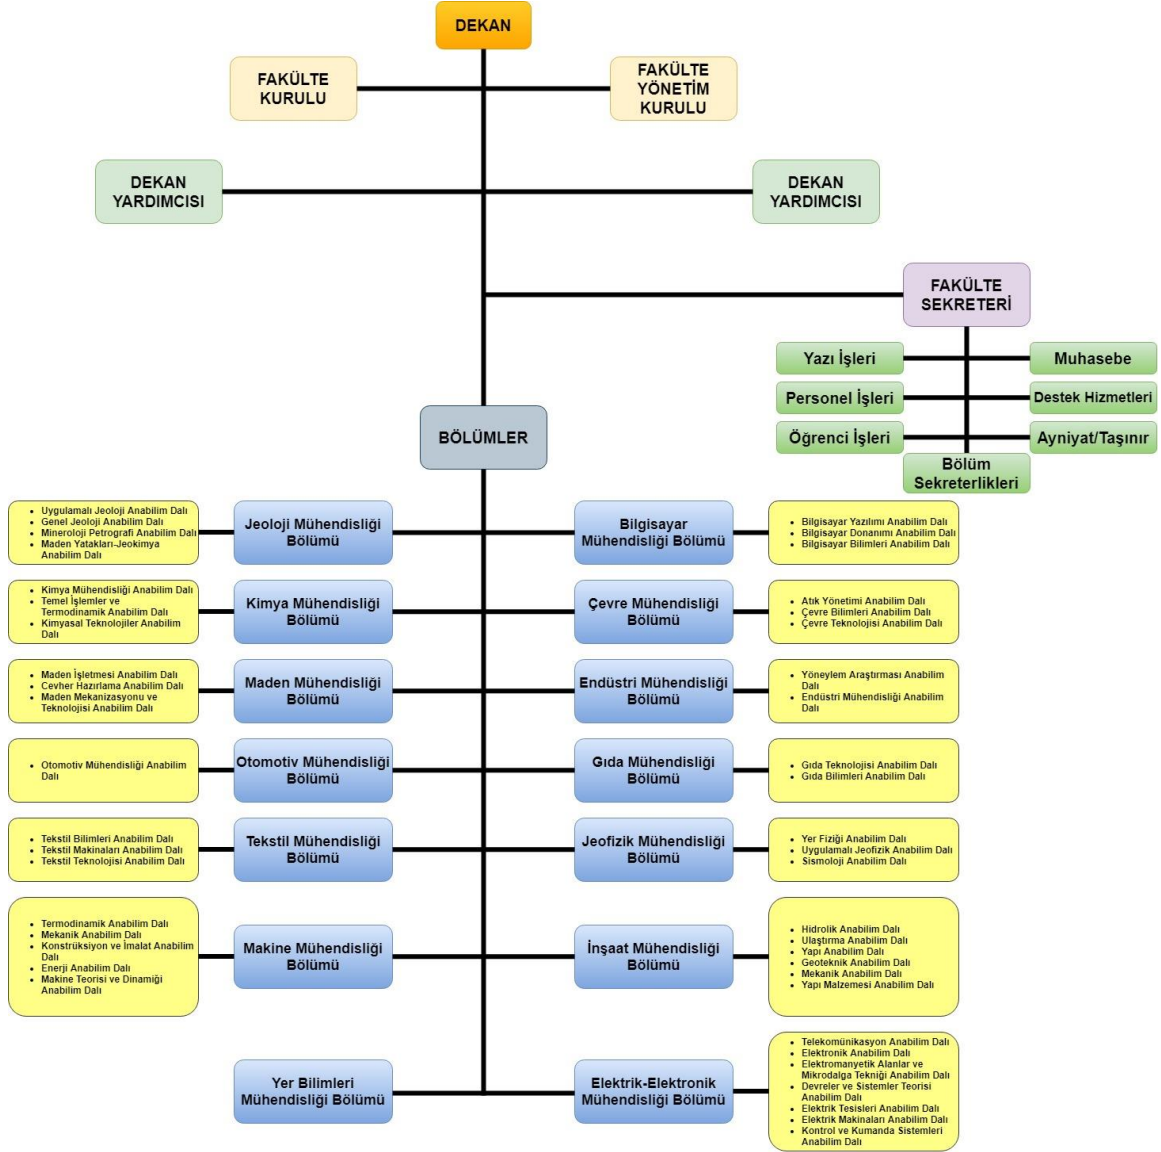 DEKAN
FAKÜLTE
KURULU
FAKÜLTE
YÖNETİM
KURULU
DEKAN
YARDIMCISI
DEKAN
YARDIMCISI
FAKÜLTE
SEKRETERİ
Yazı İşleri
Muhasebe
Personel İşleri
Destek Hizmetleri
Öğrenci İşleri
Ayniyat/Taşınır
Bölüm
Sekreterlikleri
BÖLÜMLER
• Uygulamalı Jeoloji Anabilim Dalı
• Genel Jeoloji Anabilim Dalı
• Mineroloji Petrografi Anabilim Dalı
• Maden Yatakları-Jeokimya
Anabilim Dalı
Jeoloji Mühendisliği
Bölümü
Bilgisayar
Mühendisliği Bölümü
• Bilgisayar Yazılımı Anabilim Dalı
• Bilgisayar Donanımı Anabilim Dalı
• Bilgisayar Bilimleri Anabilim Dalı
• Kimya Mühendisliği Anabilim Dalı
• Temel İşlemler ve
Termodinamik Anabilim Dalı
• Kimyasal Teknolojiler Anabilim
Dalı
Kimya Mühendisliği
Bölümü
Çevre Mühendisliği
Bölümü
• Atık Yönetimi Anabilim Dalı
• Çevre Bilimleri Anabilim Dalı
• Çevre Teknolojisi Anabilim Dalı
• Maden İşletmesi Anabilim Dalı
• Cevher Hazırlama Anabilim Dalı
• Maden Mekanizasyonu ve
Teknolojisi Anabilim Dalı
Maden Mühendisliği
Bölümü
Endüstri Mühendisliği
Bölümü
• Yöneylem Araştırması Anabilim
Dalı
• Endüstri Mühendisliği Anabilim
Dalı
• Otomotiv Mühendisliği Anabilim
Dalı
Otomotiv Mühendisliği
Bölümü
Gıda Mühendisliği
Bölümü
• Gıda Teknolojisi Anabilim Dalı
• Gıda Bilimleri Anabilim Dalı
• Tekstil Bilimleri Anabilim Dalı
• Tekstil Makinaları Anabilim Dalı
• Tekstil Teknolojisi Anabilim Dalı
Tekstil Mühendisliği
Bölümü
Jeofizik Mühendisliği
Bölümü
• Yer Fiziği Anabilim Dalı
• Uygulamalı Jeofizik Anabilim Dalı
• Sismoloji Anabilim Dalı
• Termodinamik Anabilim Dalı
• Mekanik Anabilim Dalı
• Konstrüksiyon ve İmalat Anabilim
Dalı
• Enerji Anabilim Dalı
• Makine Teorisi ve Dinamiği
Anabilim Dalı
Makine Mühendisliği
Bölümü
İnşaat Mühendisliği
Bölümü
• Hidrolik Anabilim Dalı
• Ulaştırma Anabilim Dalı
• Yapı Anabilim Dalı
• Geoteknik Anabilim Dalı
• Mekanik Anabilim Dalı
• Yapı Malzemesi Anabilim Dalı
Yer Bilimleri
Mühendisliği Bölümü
Elektrik-Elektronik
Mühendisliği Bölümü
• Telekomünikasyon Anabilim Dalı
• Elektronik Anabilim Dalı
• Elektromanyetik Alanlar ve
Mikrodalga Tekniği Anabilim Dalı
• Devreler ve Sistemler Teorisi
Anabilim Dalı
• Elektrik Tesisleri Anabilim Dalı
• Elektrik Makinaları Anabilim Dalı
• Kontrol ve Kumanda Sistemleri
Anabilim Dalı